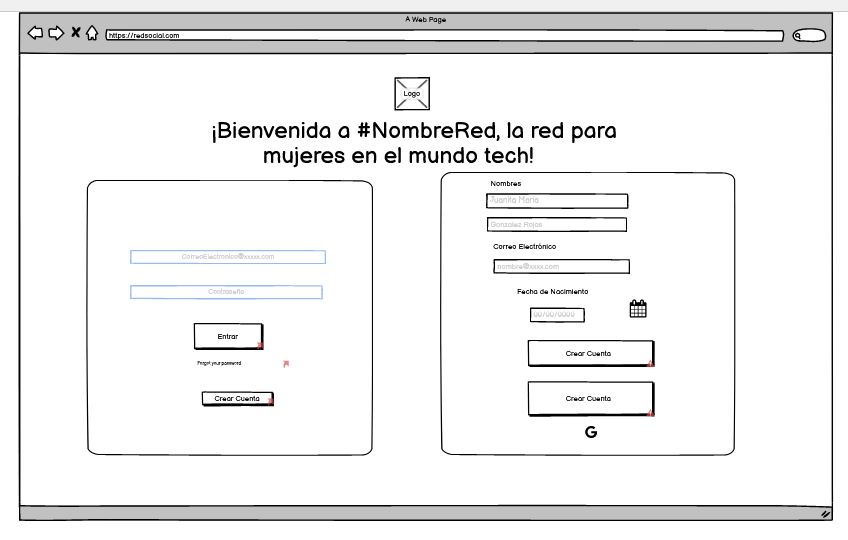 A Web Page
https://redsocial.com
Logo
¡Bienvenida a #NombreRed, la red para
mujeres en el mundo tech!
CorreoElectronico@xxxxx.com
Contraseña
Entrar
Forgot your password
Crear Cuenta
Nombres
Juanita Maria
Gonzalez Rojas
Correo Electrónico
nombre@xxxx.com
Fecha de Nacimiento
00/00/0000
Crear Cuenta
Crear Cuenta
G